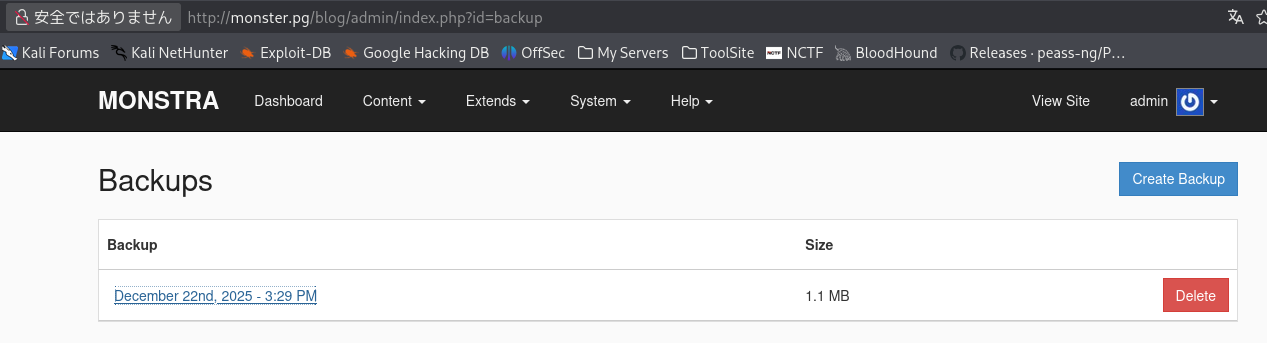 安全ではありません http://monster.pg/blog/admin/index.php?id=backup
Kali Forums Kali NetHunter Exploit-DB Google Hacking DB OffSec My Servers ToolSite NCTF NCTF BloodHound Releases · peass-ng/P…
MONSTRA Dashboard Content Extends System Help View Site admin
Backups Create Backup
Backup Size
December 22nd, 2025 - 3:29 PM 1.1 MB Delete